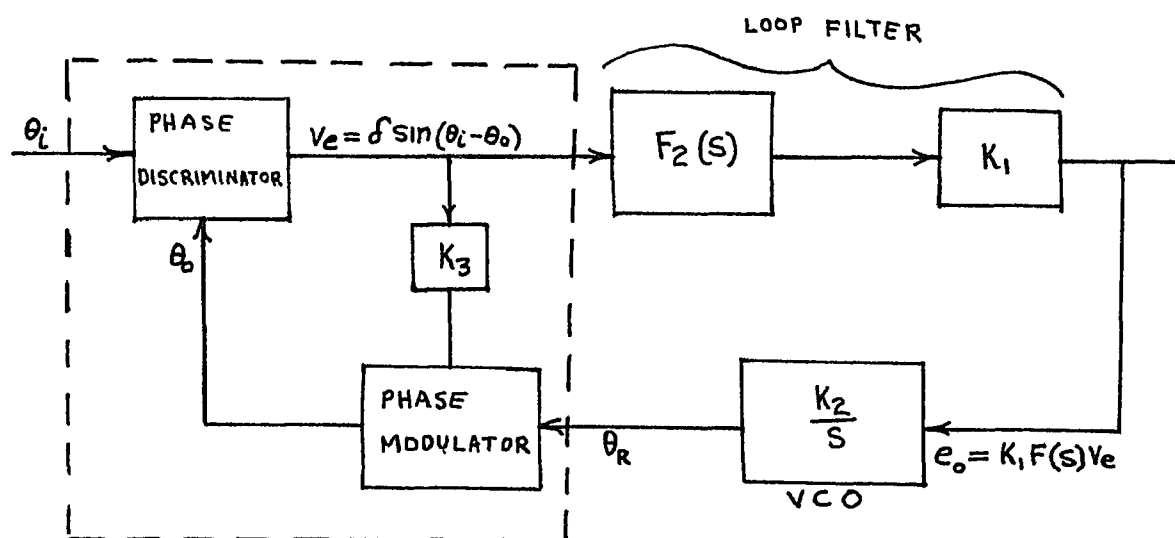 LOOP FILTER
θi
PHASE
DISCRIMINATOR
Ve = δ sin(θi-θo)
F2(S)
K1
θo
K3
PHASE
MODULATOR
θR
K2
S
VCO
eo = K1 F(S) Ve